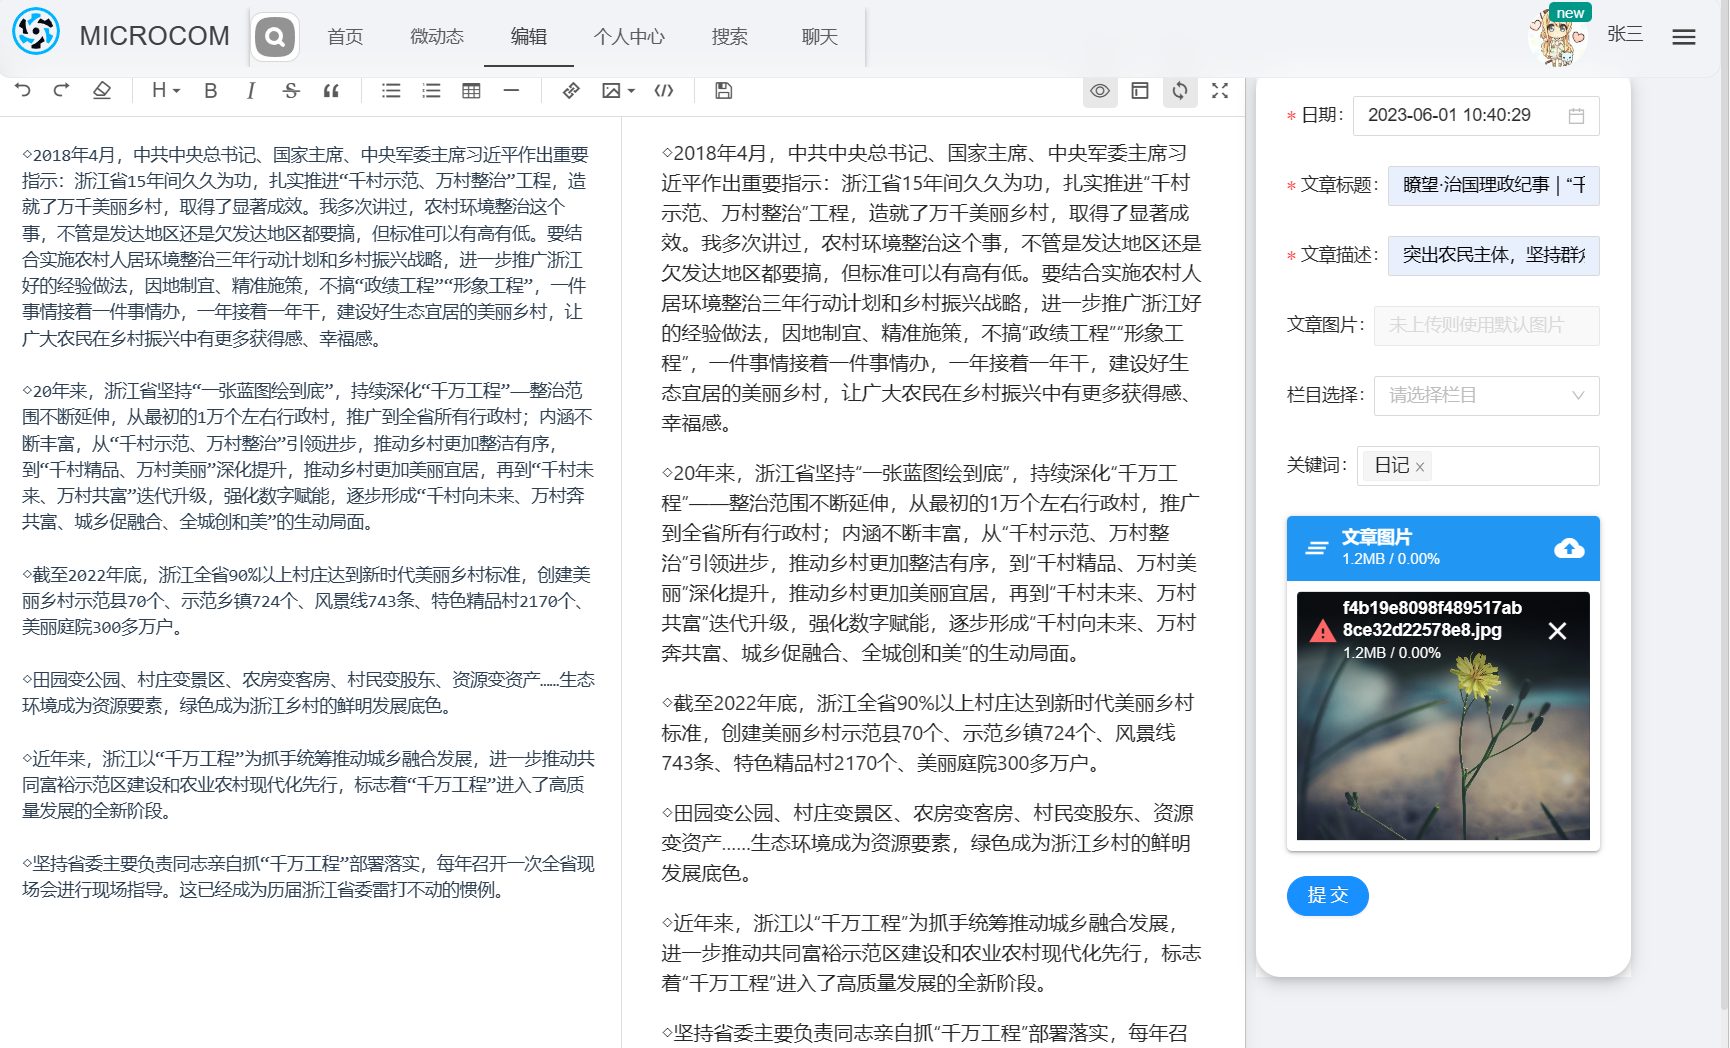 MICROCOM
首页
微动态
编辑
个人中心
搜索
聊天
new
张三
H
B
I
S
◇2018年4月，中共中央总书记、国家主席、中央军委主席习近平作出重要
指示：浙江省15年间久久为功，扎实推进“千村示范、万村整治”工程，造
就了万千美丽乡村，取得了显著成效。我多次讲过，农村环境整治这个
事，不管是发达地区还是欠发达地区都要搞，但标准可以有高有低。要结
合实施农村人居环境整治三年行动计划和乡村振兴战略，进一步推广浙江
好的经验做法，因地制宜、精准施策，不搞“政绩工程”“形象工程”，一件
事情接着一件事情办，一年接着一年干，建设好生态宜居的美丽乡村，让
广大农民在乡村振兴中有更多获得感、幸福感。
◇20年来，浙江省坚持“一张蓝图绘到底”，持续深化“千万工程”——整治范
围不断延伸，从最初的1万个左右行政村，推广到全省所有行政村；内涵不
断丰富，从“千村示范、万村整治”引领进步，推动乡村更加整洁有序，
到“千村精品、万村美丽”深化提升，推动乡村更加美丽宜居，再到“千村未
来、万村共富”迭代升级，强化数字赋能，逐步形成“千村向未来、万村奔
共富、城乡促融合、全城创和美”的生动局面。
◇截至2022年底，浙江全省90%以上村庄达到新时代美丽乡村标准，创建美
丽乡村示范县70个、示范乡镇724个、风景线743条、特色精品村2170个、
美丽庭院300多万户。
◇田园变公园、村庄变景区、农房变客房、村民变股东、资源变资产……生态
环境成为资源要素，绿色成为浙江乡村的鲜明发展底色。
◇近年来，浙江以“千万工程”为抓手统筹推动城乡融合发展，进一步推动共
同富裕示范区建设和农业农村现代化先行，标志着“千万工程”进入了高质
量发展的全新阶段。
◇坚持省委主要负责同志亲自抓“千万工程”部署落实，每年召开一次全省现
场会进行现场指导。这已经成为历届浙江省委雷打不动的惯例。
◇2018年4月，中共中央总书记、国家主席、中央军委主席习
近平作出重要指示：浙江省15年间久久为功，扎实推进“千村
示范、万村整治”工程，造就了万千美丽乡村，取得了显著成
效。我多次讲过，农村环境整治这个事，不管是发达地区还是
欠发达地区都要搞，但标准可以有高有低。要结合实施农村人
居环境整治三年行动计划和乡村振兴战略，进一步推广浙江好
的经验做法，因地制宜、精准施策，不搞“政绩工程”“形象工
程”，一件事情接着一件事情办，一年接着一年干，建设好生
态宜居的美丽乡村，让广大农民在乡村振兴中有更多获得感、
幸福感。
◇20年来，浙江省坚持“一张蓝图绘到底”，持续深化“千万工
程”——整治范围不断延伸，从最初的1万个左右行政村，推广
到全省所有行政村；内涵不断丰富，从“千村示范、万村整
治”引领进步，推动乡村更加整洁有序，到“千村精品、万村美
丽”深化提升，推动乡村更加美丽宜居，再到“千村未来、万村
共富”迭代升级，强化数字赋能，逐步形成“千村向未来、万村
奔共富、城乡促融合、全城创和美”的生动局面。
◇截至2022年底，浙江全省90%以上村庄达到新时代美丽乡村
标准，创建美丽乡村示范县70个、示范乡镇724个、风景线
743条、特色精品村2170个、美丽庭院300多万户。
◇田园变公园、村庄变景区、农房变客房、村民变股东、资源
变资产……生态环境成为资源要素，绿色成为浙江乡村的鲜明
发展底色。
◇近年来，浙江以“千万工程”为抓手统筹推动城乡融合发展，
进一步推动共同富裕示范区建设和农业农村现代化先行，标志
着“千万工程”进入了高质量发展的全新阶段。
◇坚持省委主要负责同志亲自抓“千万工程”部署落实，每年召
* 日期： 2023-06-01 10:40:29
* 文章标题： 瞭望·治国理政纪事｜“千
* 文章描述： 突出农民主体，坚持群
文章图片： 未上传则使用默认图片
栏目选择： 请选择栏目
关键词： 日记 ×
文章图片
1.2MB / 0.00%
f4b19e8098f489517ab
8ce32d22578e8.jpg
1.2MB / 0.00%
提交